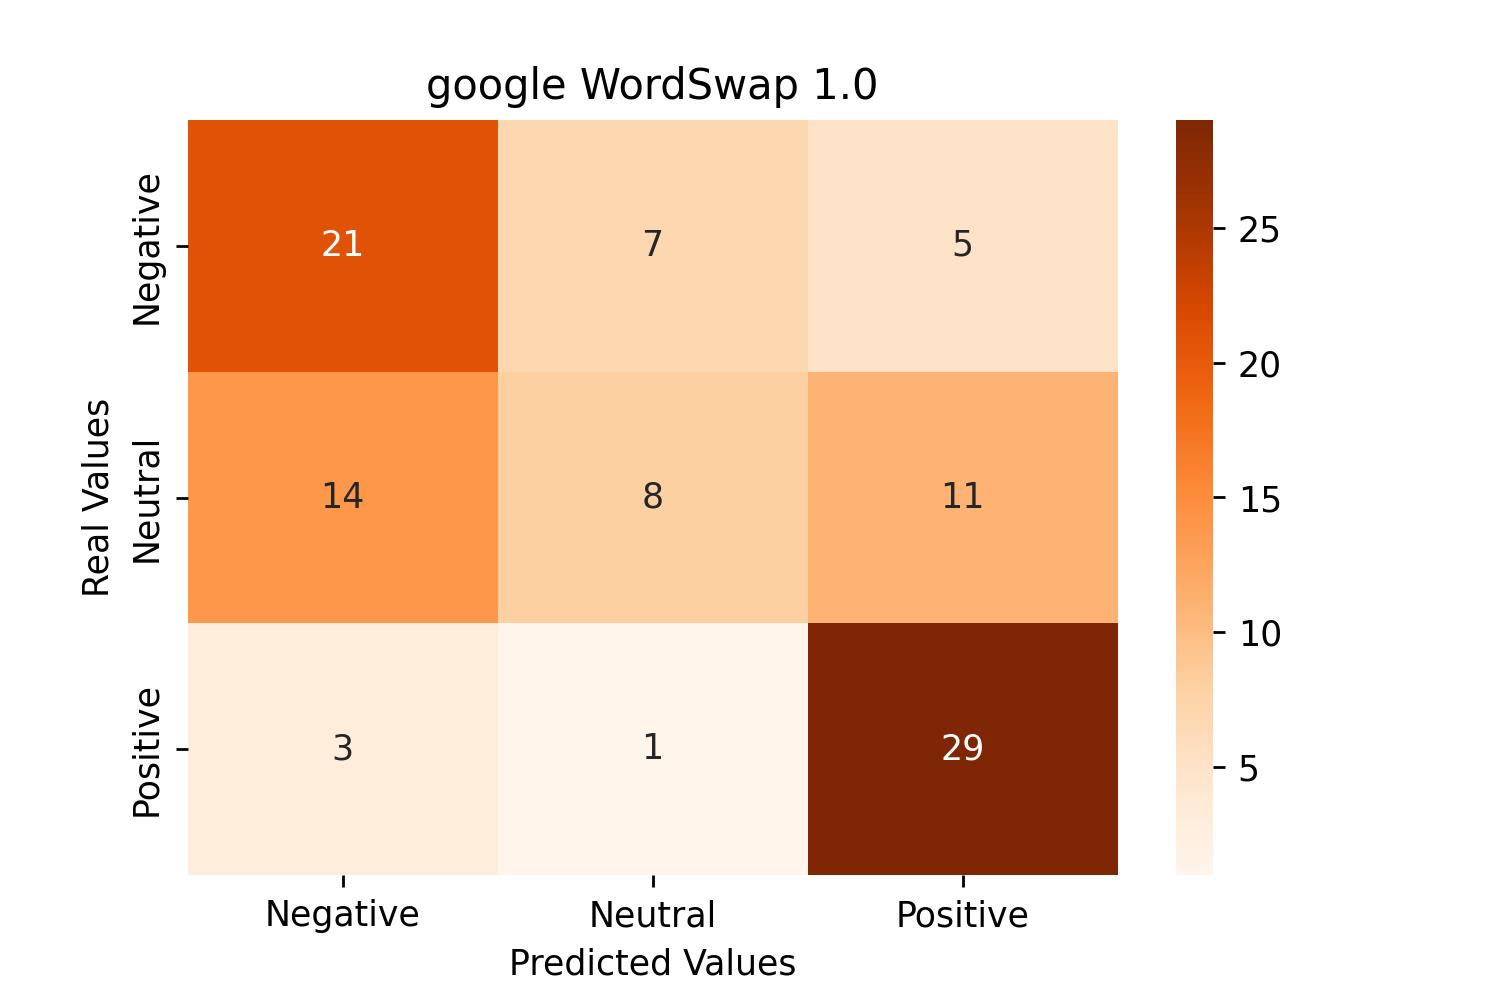 google WordSwap 1.0
Real Values
Negative
21 7 5
Neutral
14 8 11
Positive
3 1 29
Negative Neutral Positive
Predicted Values
25
20
15
10
5